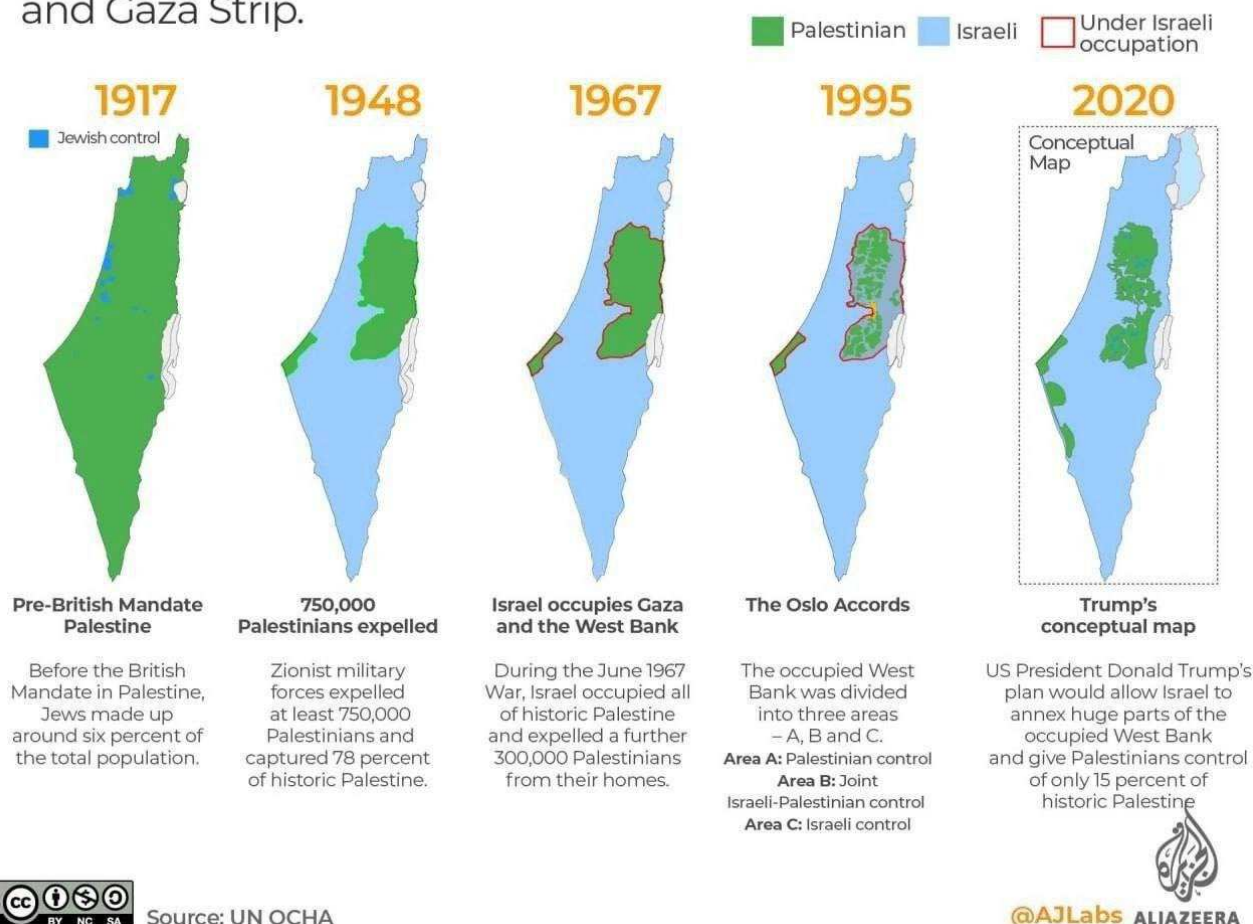 and Gaza Strip.
Palestinian
Israeli
Under Israeli
occupation
1917
Jewish control
Pre-British Mandate
Palestine
Before the British
Mandate in Palestine,
Jews made up
around six percent of
the total population.
1948
750,000
Palestinians expelled
Zionist military
forces expelled
at least 750,000
Palestinians and
captured 78 percent
of historic Palestine.
1967
Israel occupies Gaza
and the West Bank
During the June 1967
War, Israel occupied all
of historic Palestine
and expelled a further
300,000 Palestinians
from their homes.
1995
The Oslo Accords
The occupied West
Bank was divided
into three areas
– A, B and C.
Area A: Palestinian control
Area B: Joint
Israeli-Palestinian control
Area C: Israeli control
2020
Conceptual
Map
Trump's
conceptual map
US President Donald Trump's
plan would allow Israel to
annex huge parts of the
occupied West Bank
and give Palestinians control
of only 15 percent of
historic Palestine
cc
BY NC SA
Source: UN OCHA
@AJLabs
ALJAZEERA